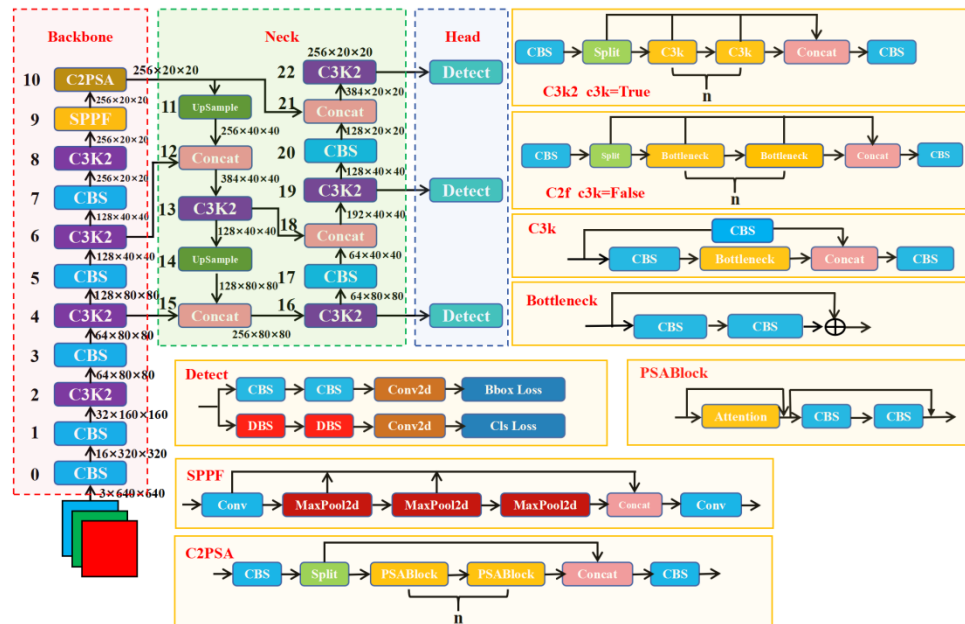 Backbone
10 C2PSA
256×20×20
256×20×20
9 SPPF
256×20×20
8 C3K2
256×20×20
7 CBS
128×40×40
6 C3K2
128×40×40
5 CBS
128×80×80
4 C3K2
64×80×80
3 CBS
64×80×80
2 C3K2
32×160×160
1 CBS
16×320×320
0 CBS
3×640×640
Neck
11 UpSample
256×40×40
12 Concat
384×40×40
13 C3K2
128×40×40
14 UpSample
128×80×80
15 Concat
256×80×80
256×20×20
22 C3K2
384×20×20
21 Concat
128×20×20
20 CBS
128×40×40
19 C3K2
192×40×40
18 Concat
64×40×40
17 CBS
64×80×80
16 C3K2
Head
Detect
Detect
Detect
CBS Split C3k C3k Concat CBS
n
C3k2 c3k=True
CBS Split Bottleneck Bottleneck Concat CBS
n
C2f c3k=False
C3k
CBS
CBS Bottleneck Concat CBS
Bottleneck
CBS CBS
Detect
CBS CBS Conv2d Bbox Loss
DBS DBS Conv2d Cls Loss
PSABlock
Attention CBS CBS
SPPF
Conv MaxPool2d MaxPool2d MaxPool2d Concat Conv
C2PSA
CBS Split PSABlock PSABlock Concat CBS
n